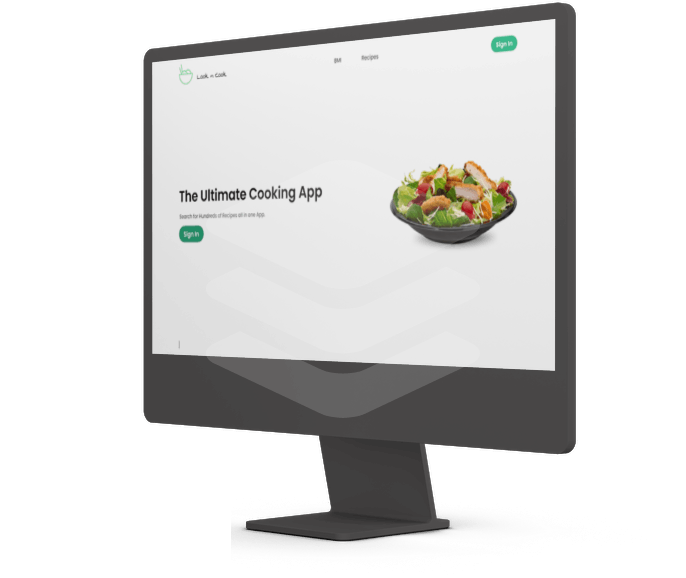 Look n Cook
BMI
Recipes
Sign In
The Ultimate Cooking App
Search for Hundreds of Recipes all in one App.
Sign In